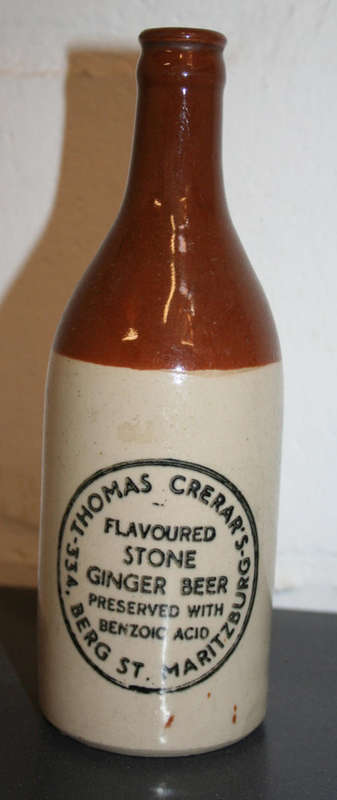 THOMAS CRERAR'S
FLAVOURED
STONE
GINGER BEER
PRESERVED WITH
BENZOIC ACID
-334, BERG ST. MARITZBURG-